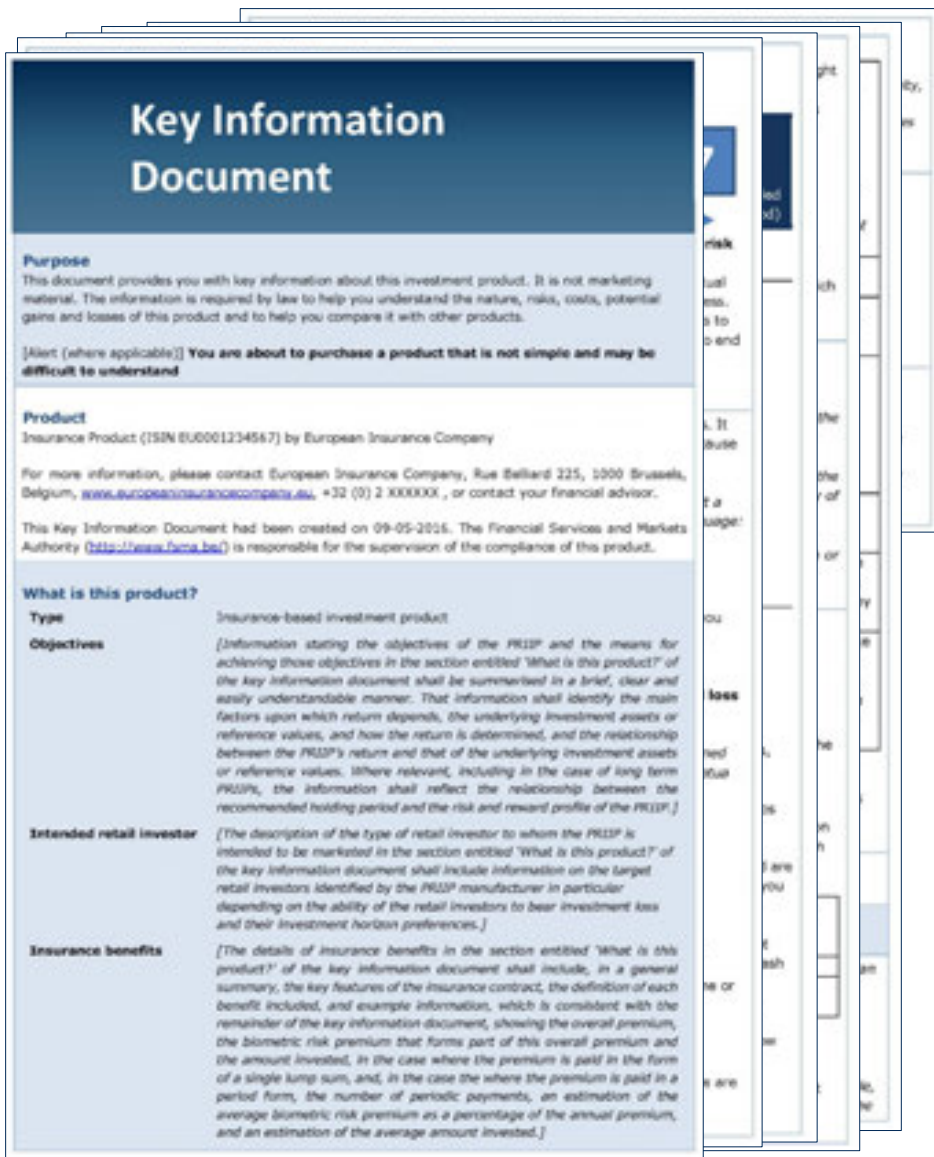 Key Information
Document
Purpose
This document provides you with key information about this investment product. It is not marketing
material. The information is required by law to help you understand the nature, risks, costs, potential
gains and losses of this product and to help you compare it with other products.
[Alert (where applicable)] You are about to purchase a product that is not simple and may be
difficult to understand
Product
Insurance Product (ISIN EU0001234567) by European Insurance Company
For more information, please contact European Insurance Company, Rue Belliard 225, 1000 Brussels,
Belgium, www.europeaninsurancecompany.eu, +32 (0) 2 XXXXXX , or contact your financial advisor.
This Key Information Document had been created on 09-05-2016. The Financial Services and Markets
Authority (http://www.fsma.be/) is responsible for the supervision of the compliance of this product.
What is this product?
Type Insurance-based investment product
Objectives [Information stating the objectives of the PRIIP and the means for
achieving those objectives in the section entitled 'What is this product?' of
the key information document shall be summarised in a brief, clear and
easily understandable manner. That information shall identify the main
factors upon which return depends, the underlying investment assets or
reference values, and how the return is determined, and the relationship
between the PRIIP's return and that of the underlying investment assets
or reference values. Where relevant, including in the case of long term
PRIIPs, the information shall reflect the relationship between the
recommended holding period and the risk and reward profile of the PRIIP.]
Intended retail investor [The description of the type of retail investor to whom the PRIIP is
intended to be marketed in the section entitled 'What is this product?' of
the key information document shall include information on the target
retail investors identified by the PRIIP manufacturer in particular
depending on the ability of the retail investors to bear investment loss
and their investment horizon preferences.]
Insurance benefits [The details of insurance benefits in the section entitled 'What is this
product?' of the key information document shall include, in a general
summary, the key features of the insurance contract, the definition of each
benefit included, and example information, which is consistent with the
remainder of the key information document, showing the overall premium,
the biometric risk premium that forms part of this overall premium and
the amount invested, in the case where the premium is paid in the form
of a single lump sum, and, in the case the where the premium is paid in a
period form, the number of periodic payments, an estimation of the
average biometric risk premium as a percentage of the annual premium,
and an estimation of the average amount invested.]
7
risk
loss